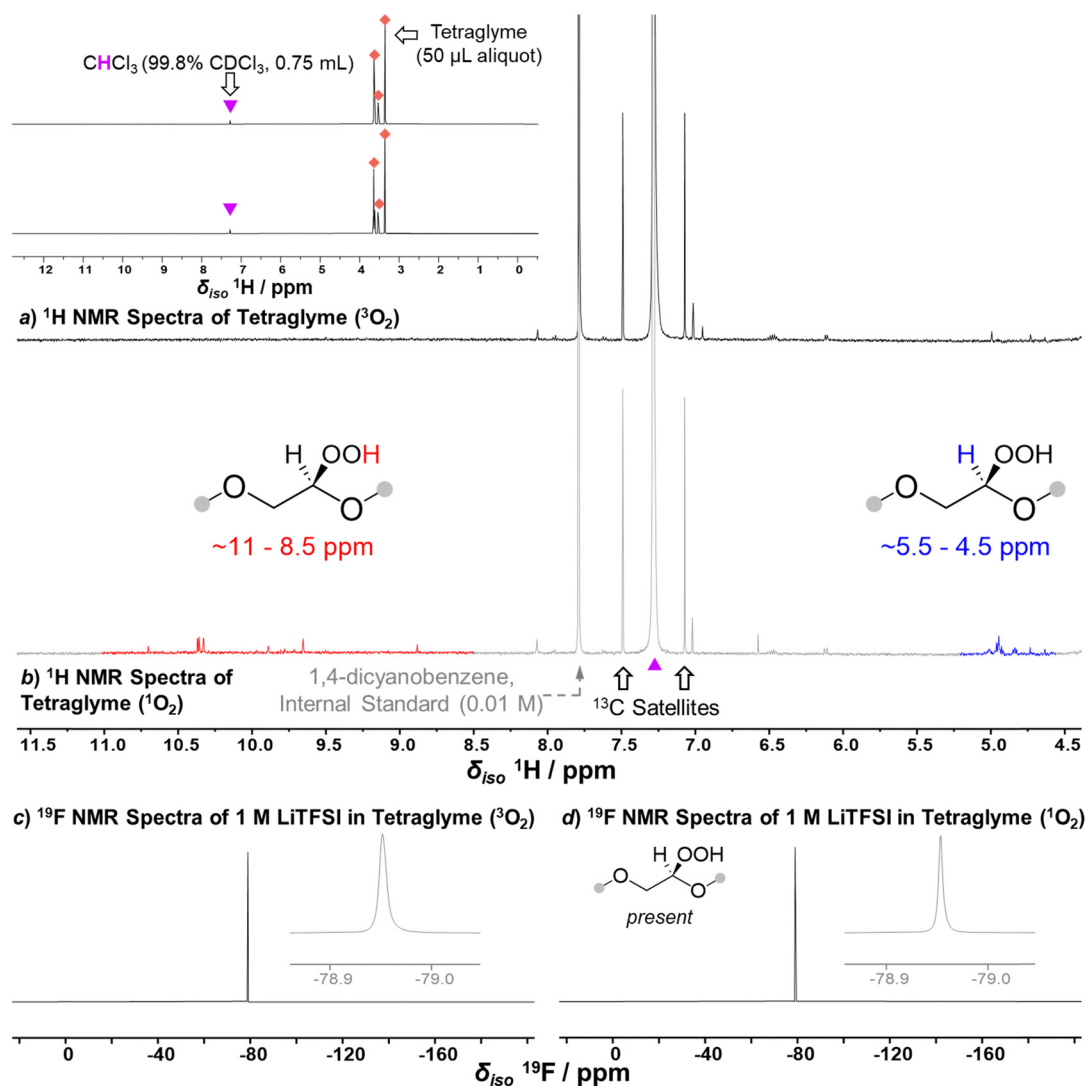 Tetraglyme
(50 µL aliquot)
CHCl3 (99.8% CDCl3, 0.75 mL)
12 11 10 9 8 7 6 5 4 3 2 1 0
δiso 1H / ppm
a) 1H NMR Spectra of Tetraglyme (3O2)
H OOH
O
O
~11 - 8.5 ppm
H OOH
O
O
~5.5 - 4.5 ppm
b) 1H NMR Spectra of
Tetraglyme (1O2)
1,4-dicyanobenzene,
Internal Standard (0.01 M)
13C Satellites
11.5 11.0 10.5 10.0 9.5 9.0 8.5 8.0 7.5 7.0 6.5 6.0 5.5 5.0 4.5
δiso 1H / ppm
c) 19F NMR Spectra of 1 M LiTFSI in Tetraglyme (3O2)
-78.9 -79.0
0 -40 -80 -120 -160
d) 19F NMR Spectra of 1 M LiTFSI in Tetraglyme (1O2)
H OOH
O
O
present
-78.9 -79.0
0 -40 -80 -120 -160
δiso 19F / ppm